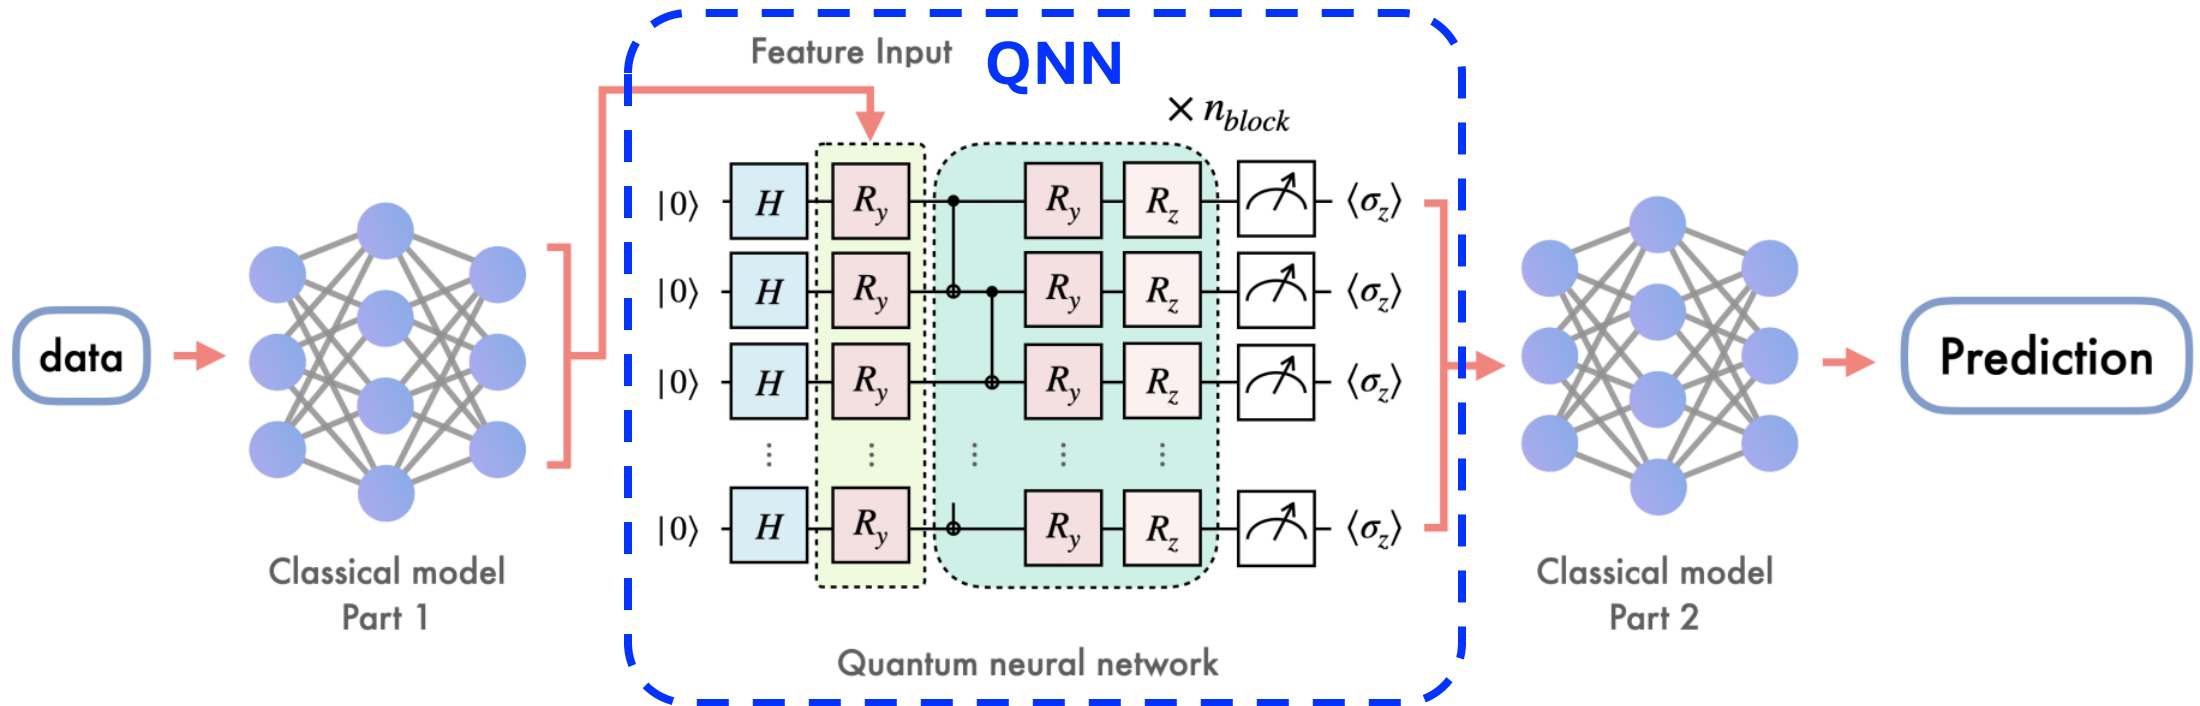 Feature Input QNN
× n_block
|0⟩ H R_y R_y R_z ⟨σ_z⟩
|0⟩ H R_y R_y R_z ⟨σ_z⟩
data
|0⟩ H R_y R_y R_z ⟨σ_z⟩
Prediction
⋮ ⋮ ⋮ ⋮ ⋮
|0⟩ H R_y R_y R_z ⟨σ_z⟩
Classical model
Part 1
Classical model
Part 2
Quantum neural network